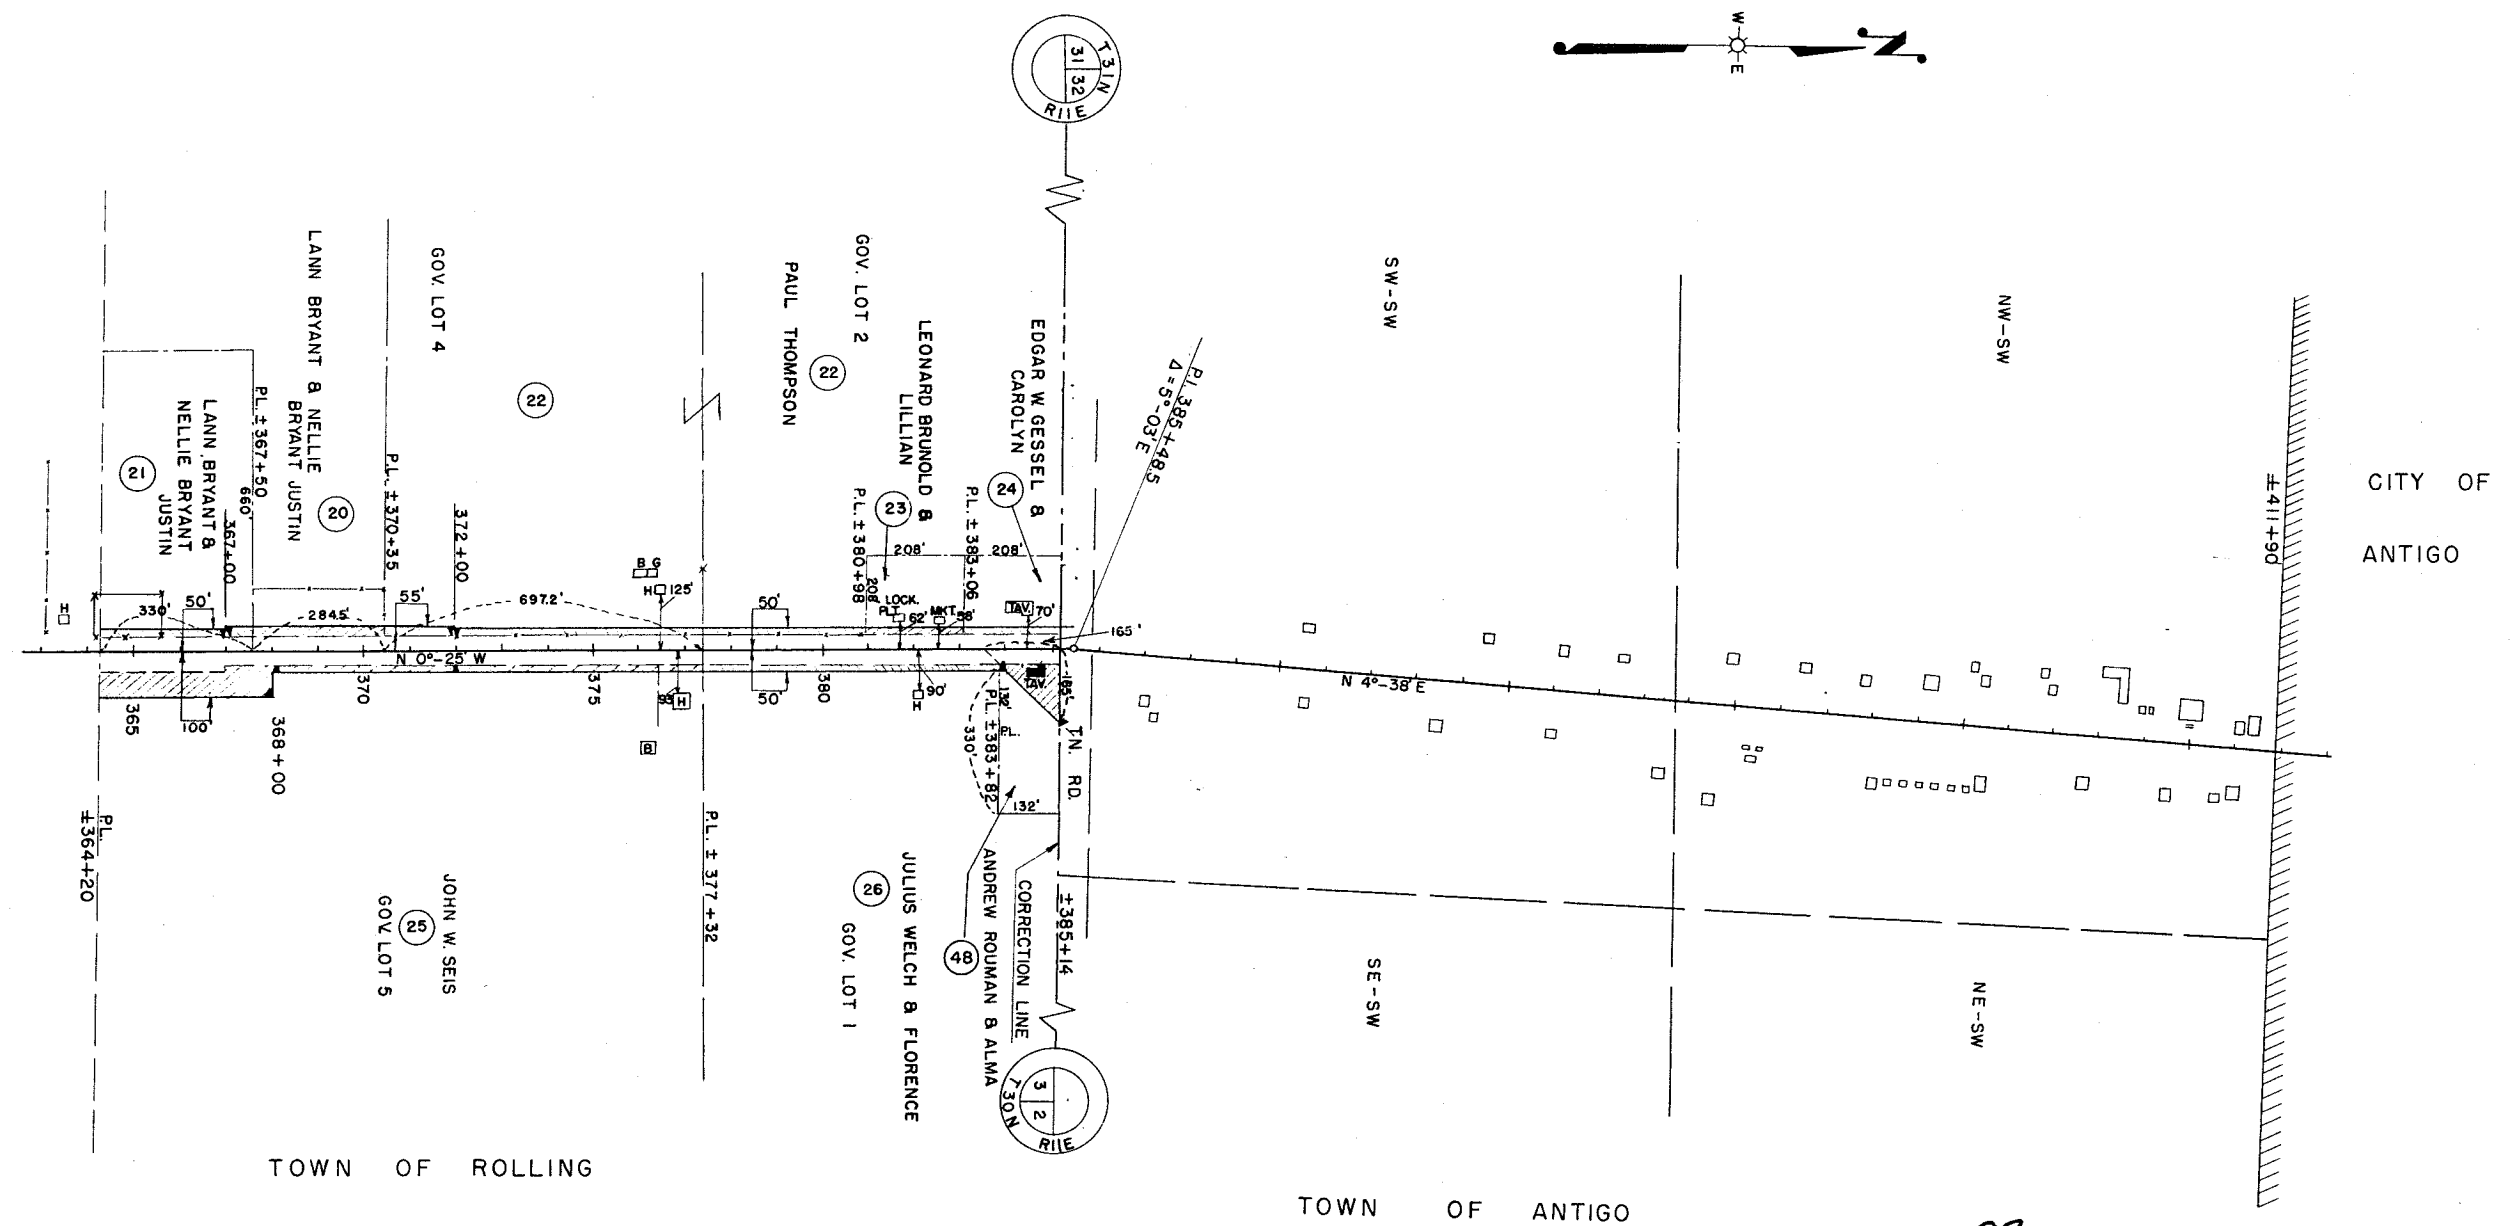 W
E
N
T31N
31 32
R11E
LANN BRYANT & NELLIE
BRYANT JUSTIN
20
GOV. LOT 4
22
PAUL THOMPSON
22
GOV. LOT 2
LEONARD BRUNOLD &
LILLIAN
23
EDGAR W. GESSEL &
CAROLYN
24
P.I. 385+48.5
Δ=5°-03'E
SW-SW
NW-SW
CITY OF
ANTIGO
±411+90
21
LANN BRYANT &
NELLIE BRYANT
JUSTIN
P.L. ±367+50
660'
367+00
P.L. ±370+35
372+00
P.L. ±380+98
P.L. ±383+06
208'
208'
208'
B G
H
125'
H
330'
50'
284.5'
55'
697.2'
50'
LOCK.
PLT.
62'
MKT.
58'
TAV.
70'
165'
N 0°-25' W
N 4°-38' E
365
370
375
380
100'
368+00
93'
H
B
50'
90'
H
TAV.
165'
132'
P.L.
P.L. ±383+82
330'
132'
TN. RD.
P.L.
±364+20
P.L. ±377+32
JOHN W. SEIS
25
GOV. LOT 5
26
JULIUS WELCH & FLORENCE
GOV. LOT 1
48
ANDREW ROUMAN & ALMA
CORRECTION LINE
±385+14
SE-SW
NE-SW
3 2
T30N
R11E
TOWN OF ROLLING
TOWN OF ANTIGO